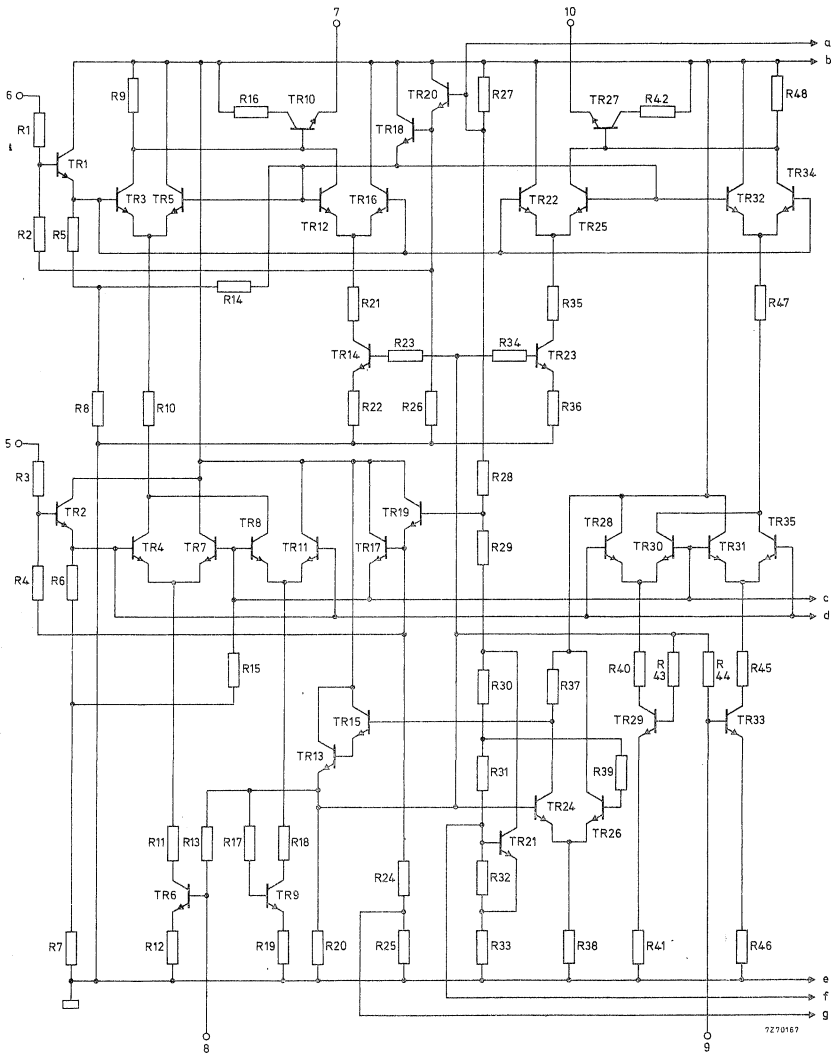 7
10
a
b
6
R9
R16
TR10
TR20
R27
TR27
R42
R48
R1
TR18
TR1
TR34
TR3
TR5
TR16
TR22
TR32
TR12
TR25
R2
R5
R14
R21
R35
R47
R23
R34
TR14
TR23
R8
R10
R22
R26
R36
5
R3
R28
TR2
TR19
TR8
TR28
TR35
TR4
TR7
TR11
TR17
R29
TR30
TR31
R4
R6
c
d
R15
R30
R37
R40
R43
R44
R45
TR15
TR29
TR33
TR13
R31
R39
TR24
TR26
R11
R13
R17
R18
TR21
R24
R32
TR6
TR9
R7
R12
R19
R20
R25
R33
R38
R41
R46
e
f
g
7Z70167
8
9